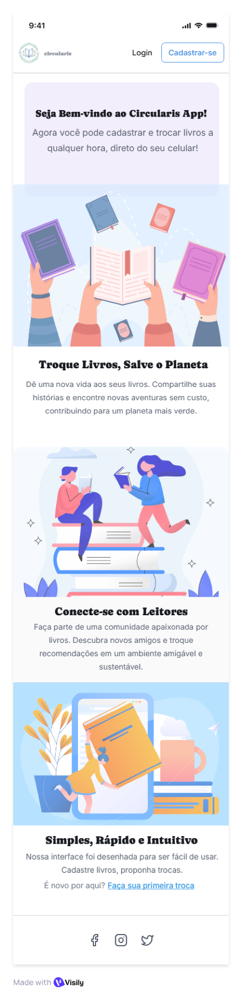 9:41
circularis
Login
Cadastrar-se
Seja Bem-vindo ao Circularis App!
Agora você pode cadastrar e trocar livros a
qualquer hora, direto do seu celular!
Troque Livros, Salve o Planeta
Dê uma nova vida aos seus livros. Compartilhe suas
histórias e encontre novas aventuras sem custo,
contribuindo para um planeta mais verde.
Conecte-se com Leitores
Faça parte de uma comunidade apaixonada por
livros. Descubra novos amigos e troque
recomendações em um ambiente amigável e
sustentável.
Simples, Rápido e Intuitivo
Nossa interface foi desenhada para ser fácil de usar.
Cadastre livros, proponha trocas.
É novo por aqui? Faça sua primeira troca
Made with Visily